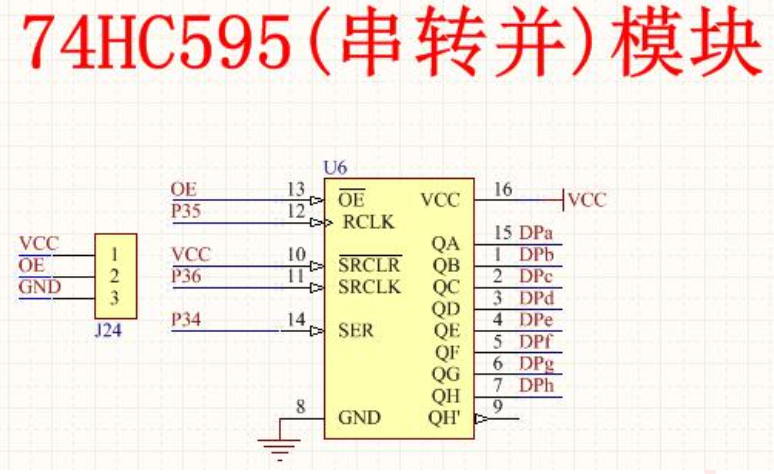 74HC595(串转并)模块
U6
OE 13 OE VCC 16 VCC
P35 12 RCLK
QA 15 DPa
VCC 10 SRCLR QB 1 DPb
P36 11 SRCLK QC 2 DPc
QD 3 DPd
P34 14 SER QE 4 DPe
QF 5 DPf
QG 6 DPg
QH 7 DPh
8 GND QH' 9
VCC 1
OE 2
GND 3
J24